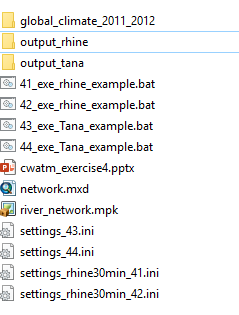 global_climate_2011_2012
output_rhine
output_tana
41_exe_rhine_example.bat
42_exe_rhine_example.bat
43_exe_Tana_example.bat
44_exe_Tana_example.bat
cwatm_exercise4.pptx
network.mxd
river_network.mpk
settings_43.ini
settings_44.ini
settings_rhine30min_41.ini
settings_rhine30min_42.ini